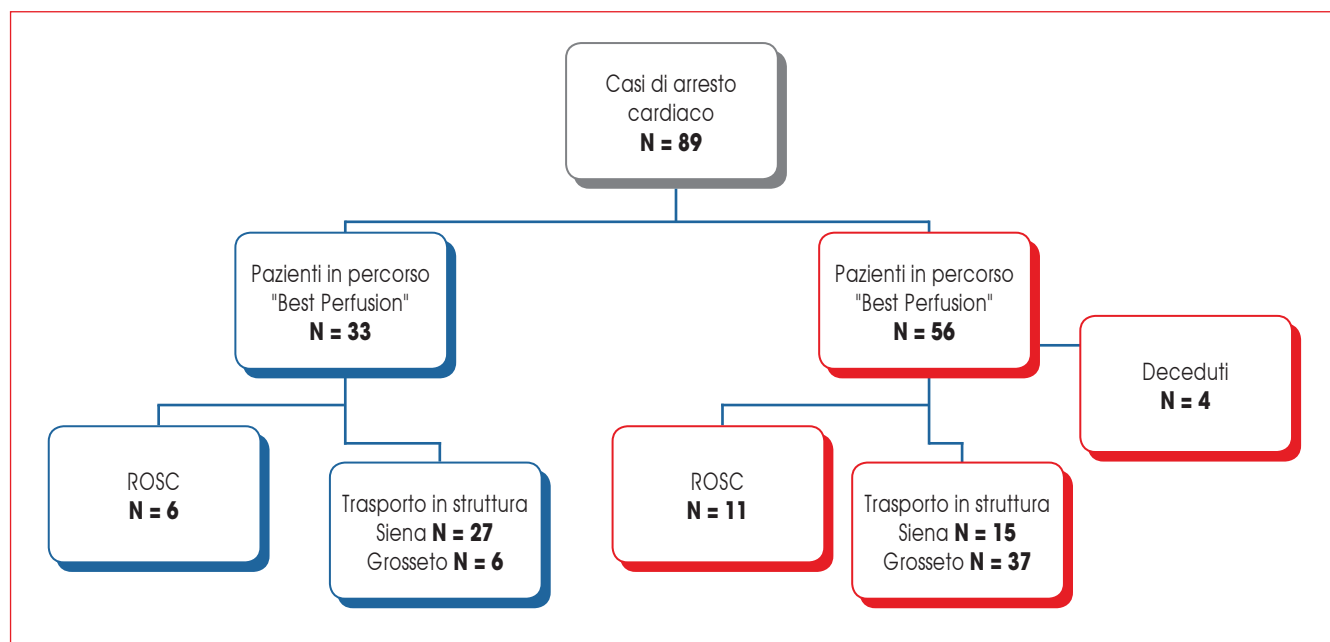 Casi di arresto
cardiaco
N = 89
Pazienti in percorso
"Best Perfusion"
N = 33
Pazienti in percorso
"Best Perfusion"
N = 56
Deceduti
N = 4
ROSC
N = 6
Trasporto in struttura
Siena N = 27
Grosseto N = 6
ROSC
N = 11
Trasporto in struttura
Siena N = 15
Grosseto N = 37